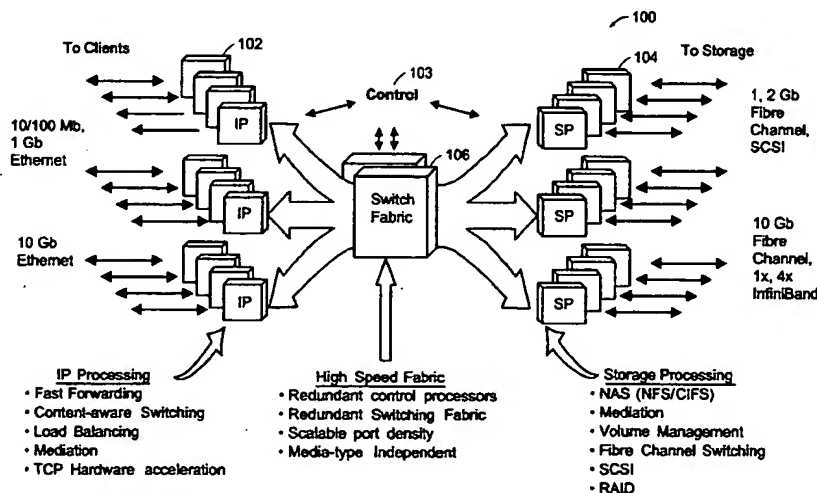 100
To Clients
102
103
Control
104
To Storage
10/100 Mb,
1 Gb
Ethernet
IP
106
SP
1, 2 Gb
Fibre
Channel,
SCSI
Switch
Fabric
IP
SP
10 Gb
Ethernet
IP
SP
10 Gb
Fibre
Channel,
1x, 4x
InfiniBand
IP Processing
• Fast Forwarding
• Content-aware Switching
• Load Balancing
• Mediation
• TCP Hardware acceleration
High Speed Fabric
• Redundant control processors
• Redundant Switching Fabric
• Scalable port density
• Media-type Independent
Storage Processing
• NAS (NFS/CIFS)
• Mediation
• Volume Management
• Fibre Channel Switching
• SCSI
• RAID